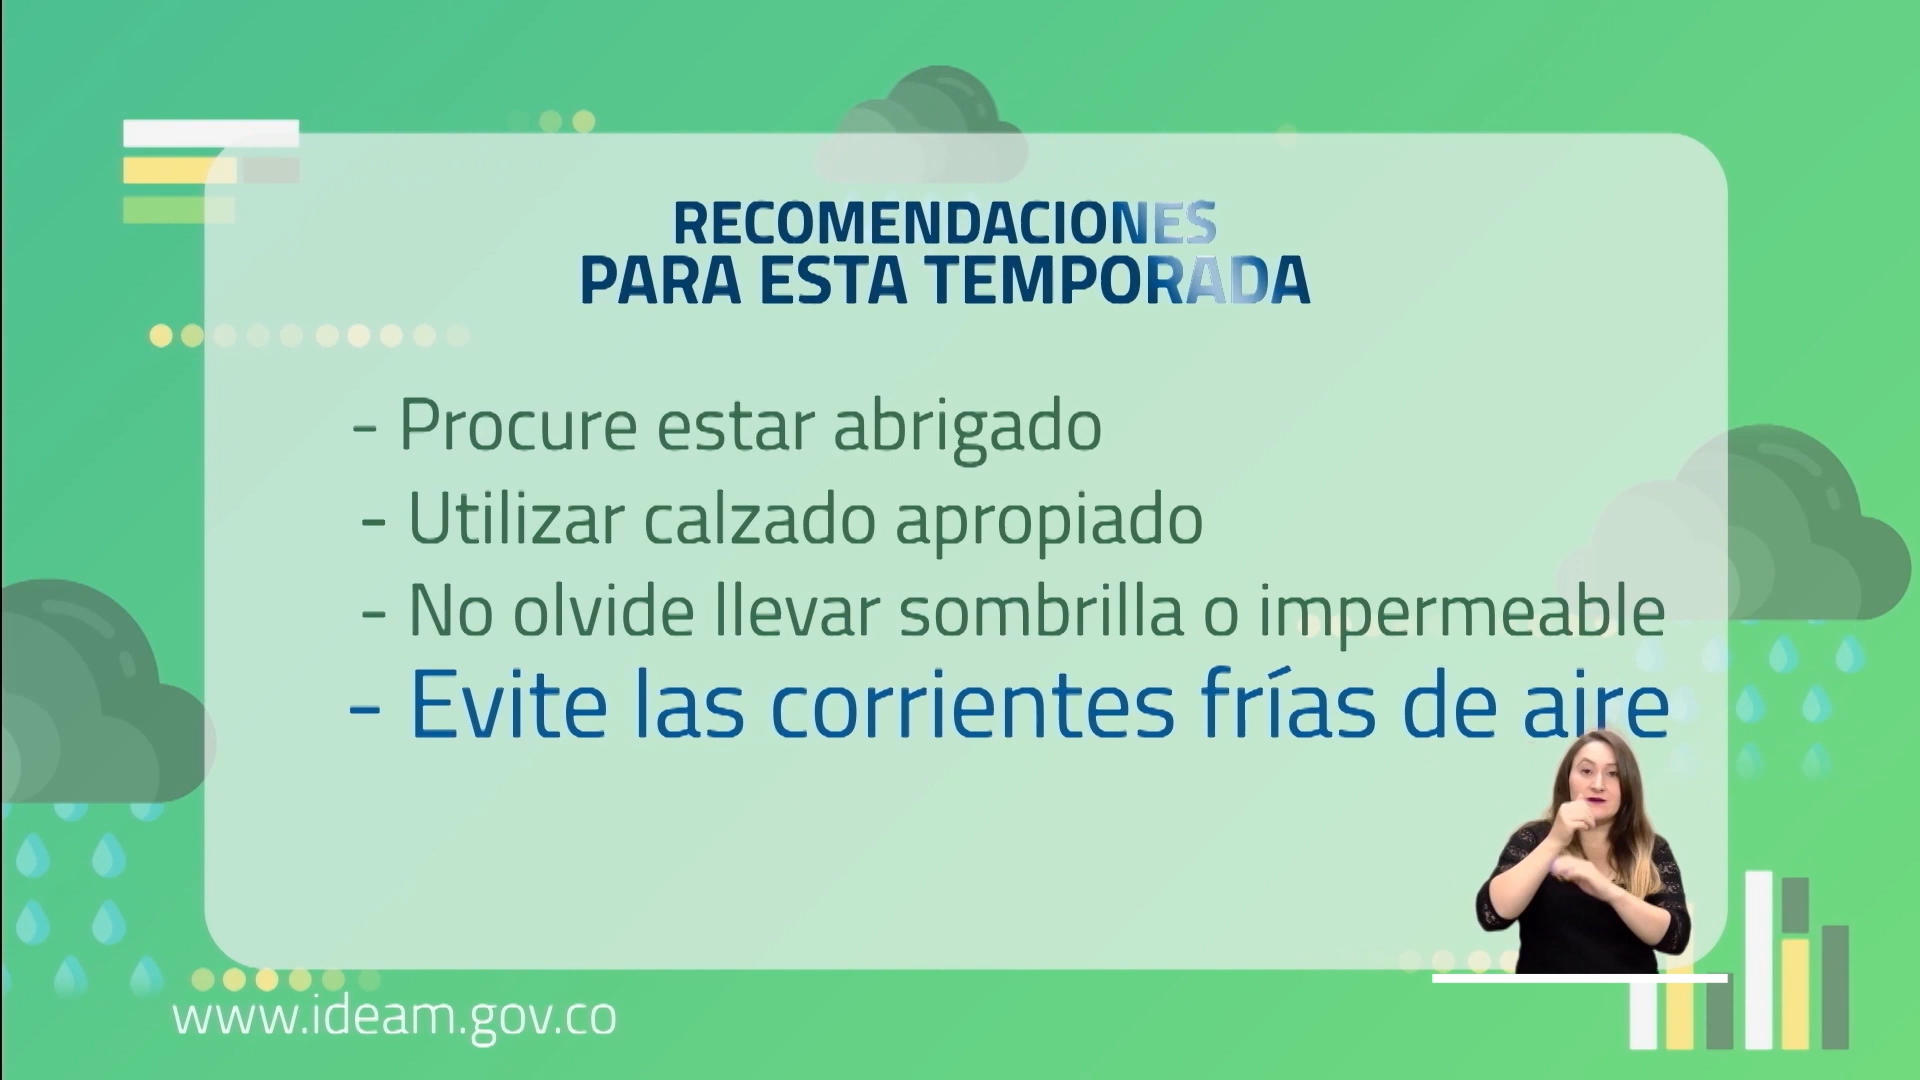 RECOMENDACIONES
PARA ESTA TEMPORADA
- Procure estar abrigado
- Utilizar calzado apropiado
- No olvide llevar sombrilla o impermeable
- Evite las corrientes frías de aire
www.ideam.gov.co